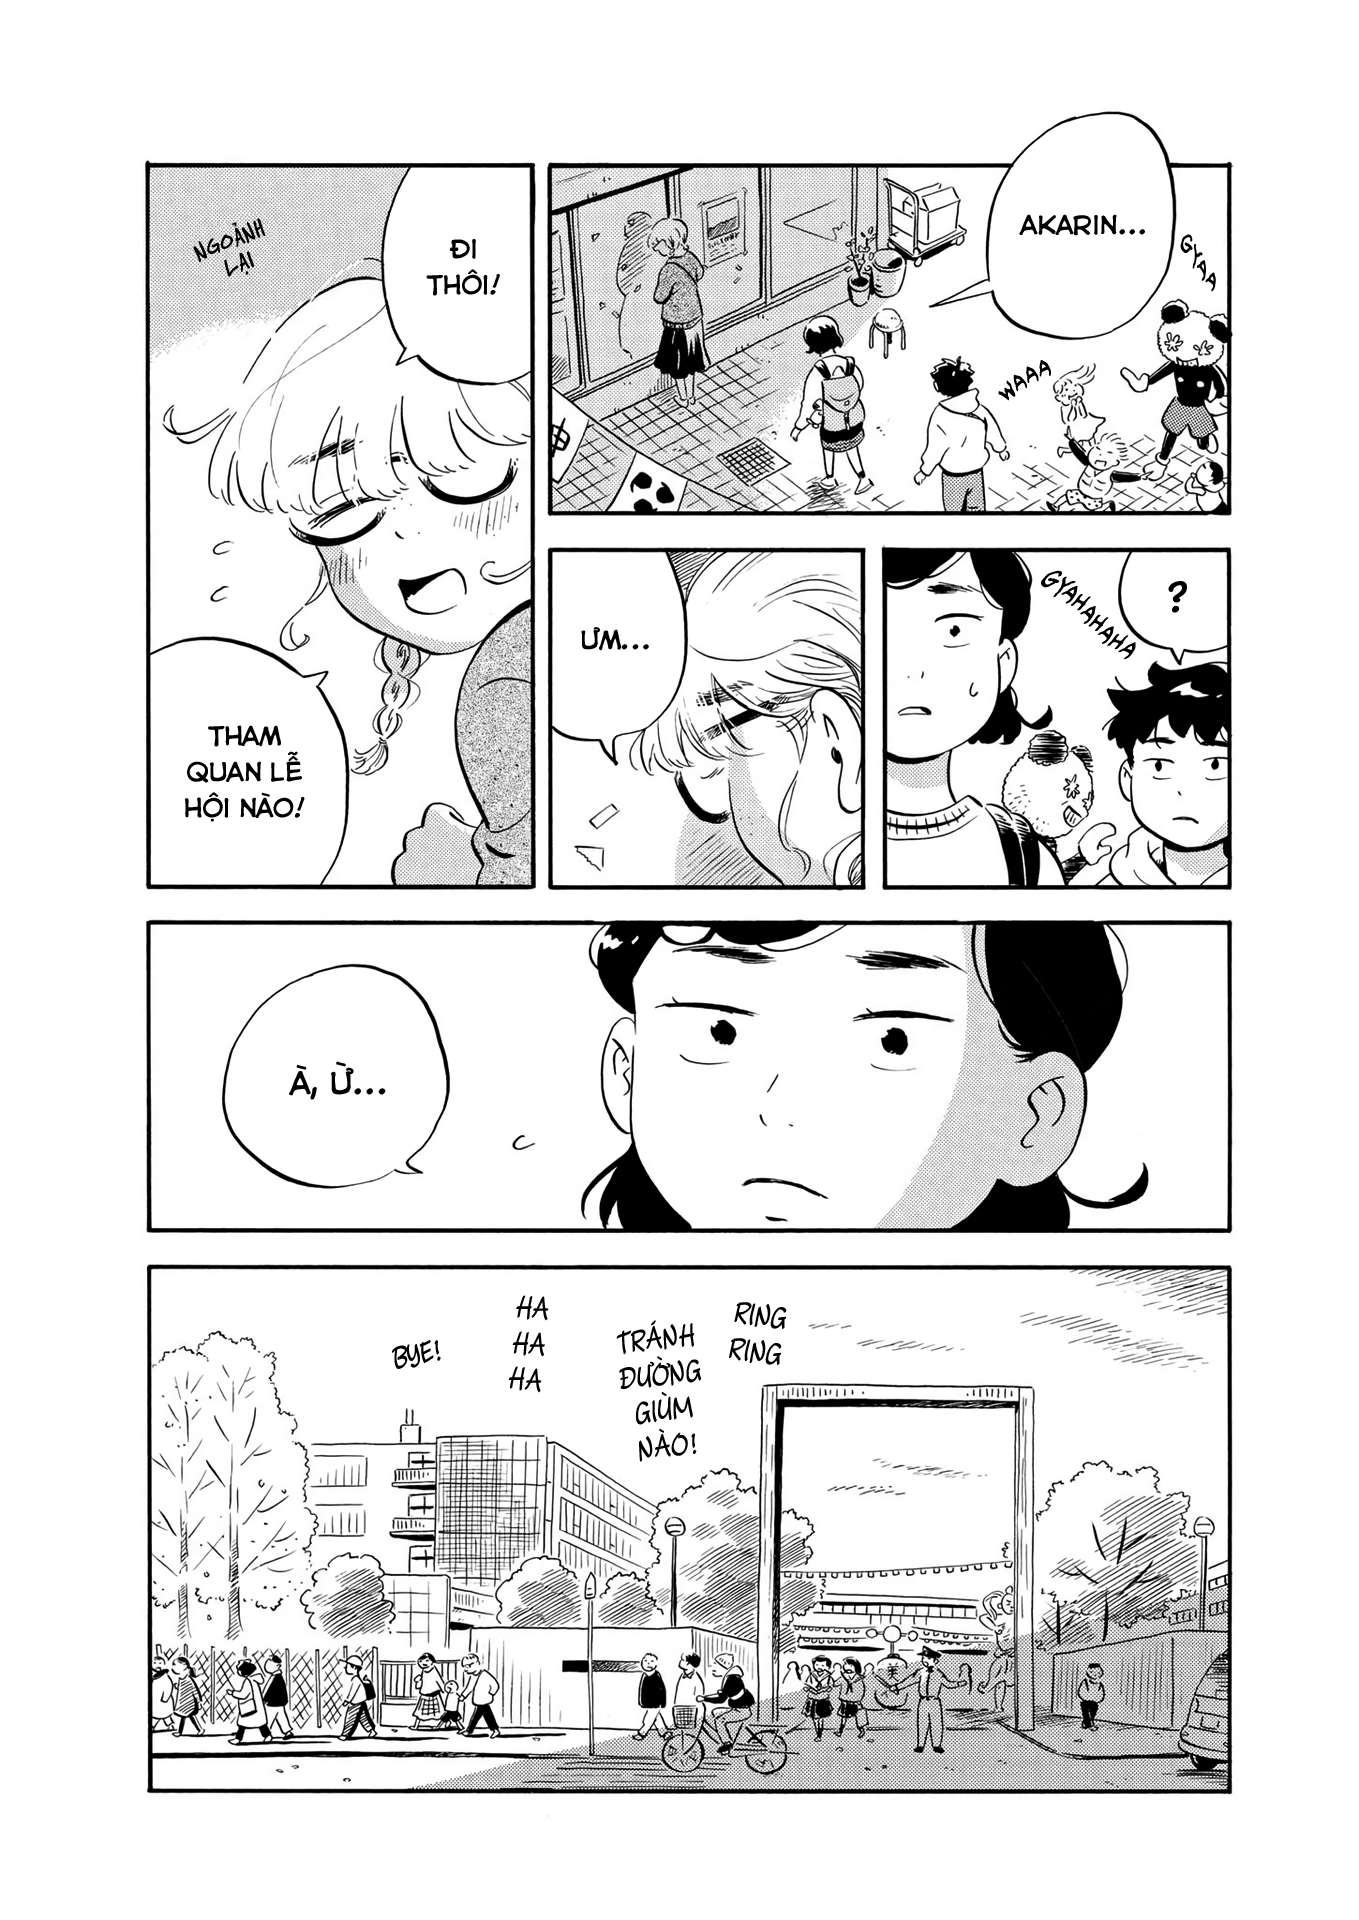 AKARIN...
GYAA
WAAA
ĐI
THÔI!
NGOẢNH
LẠI
THAM
QUAN LỄ
HỘI NÀO!
?
GYAHAHAHA
ƯM...
À, Ừ...
RING
RING
TRÁNH
ĐƯỜNG
GIÙM
NÀO!
HA
HA
HA
BYE!